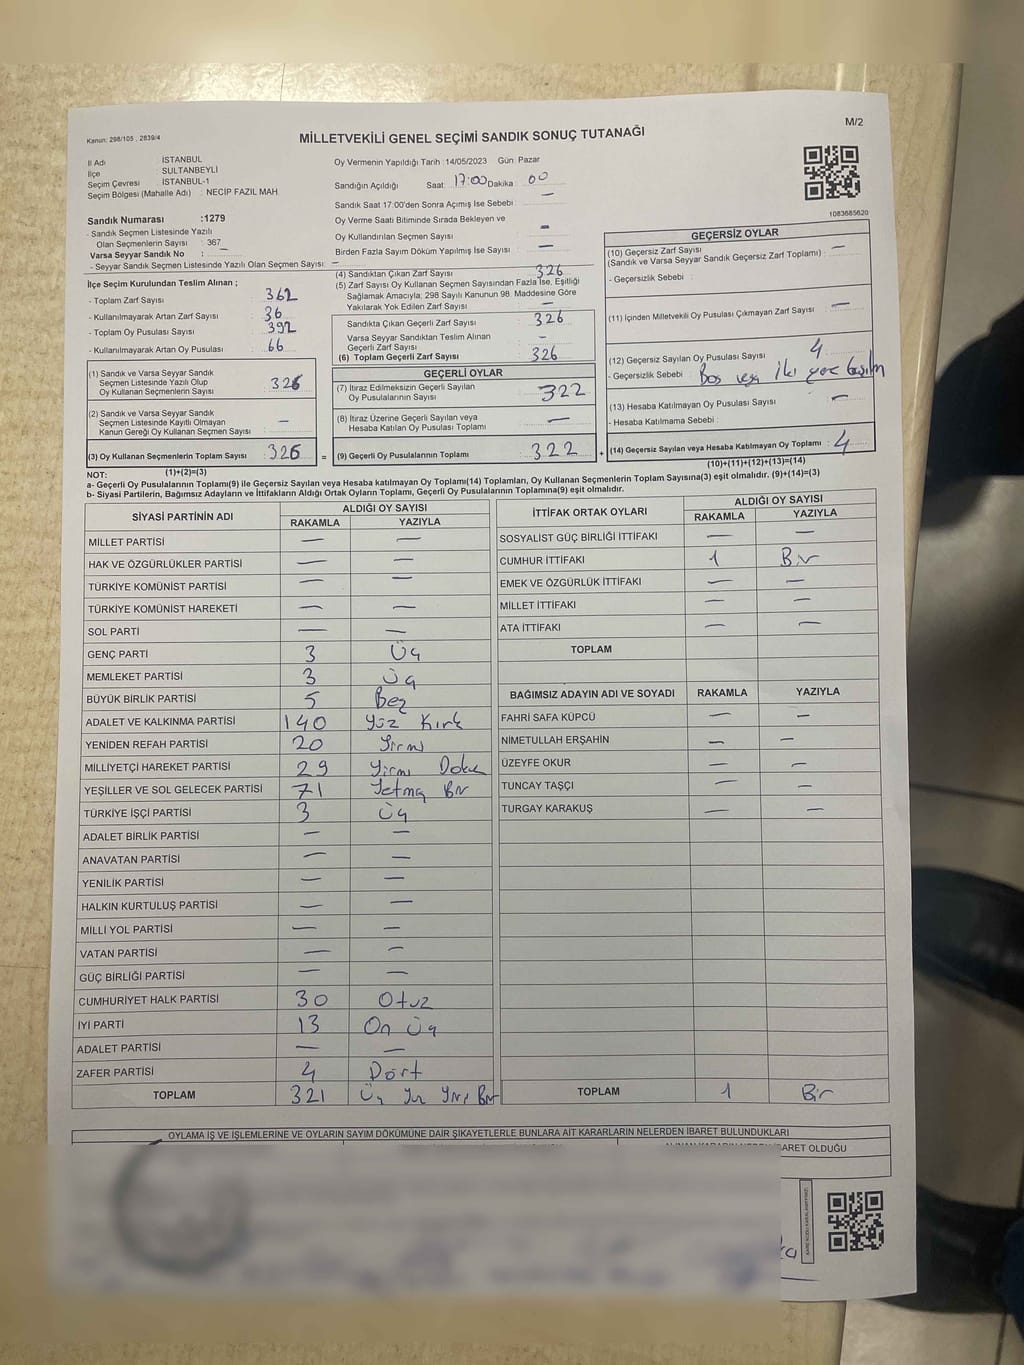 Kanun: 298/105 , 2839/4
MİLLETVEKİLİ GENEL SEÇİMİ SANDIK SONUÇ TUTANAĞI
M/2
İl Adı : İSTANBUL
İlçe : SULTANBEYLİ
Seçim Çevresi : İSTANBUL-1
Seçim Bölgesi (Mahalle Adı) : NECİP FAZIL MAH
Sandık Numarası :1279
- Sandık Seçmen Listesinde Yazılı
Olan Seçmenlerin Sayısı : 367
Varsa Seyyar Sandık No : –
- Seyyar Sandık Seçmen Listesinde Yazılı Olan Seçmen Sayısı: –
Oy Vermenin Yapıldığı Tarih :14/05/2023 Gün: Pazar
Sandığın Açıldığı Saat: 17:00 Dakika 00
Sandık Saat 17.00'den Sonra Açımış İse Sebebi : –
Oy Verme Saati Bitiminde Sırada Bekleyen ve
Oy Kullandırılan Seçmen Sayısı : –
Birden Fazla Sayım Döküm Yapılmış İse Sayısı : –
1083685620
İlçe Seçim Kurulundan Teslim Alınan ;
- Toplam Zarf Sayısı : 362
- Kullanılmayarak Artan Zarf Sayısı : 36
- Toplam Oy Pusulası Sayısı : 392
- Kullanılmayarak Artan Oy Pusulası : 66
(1) Sandık ve Varsa Seyyar Sandık
Seçmen Listesinde Yazılı Olup
Oy Kullanan Seçmenlerin Sayısı : 326
(2) Sandık ve Varsa Seyyar Sandık
Seçmen Listesinde Kayıtlı Olmayan
Kanun Gereği Oy Kullanan Seçmen Sayısı : –
(3) Oy Kullanan Seçmenlerin Toplam Sayısı : 326 =
(4) Sandıktan Çıkan Zarf Sayısı : 326
(5) Zarf Sayısı Oy Kullanan Seçmen Sayısından Fazla İse, Eşitliği
Sağlamak Amacıyla, 298 Sayılı Kanunun 98. Maddesine Göre
Yakılarak Yok Edilen Zarf Sayısı : –
Sandıkta Çıkan Geçerli Zarf Sayısı : 326
Varsa Seyyar Sandıktan Teslim Alınan
Geçerli Zarf Sayısı : –
(6) Toplam Geçerli Zarf Sayısı : 326
GEÇERLİ OYLAR
(7) İtiraz Edilmeksizin Geçerli Sayılan
Oy Pusulalarının Sayısı : 322
(8) İtiraz Üzerine Geçerli Sayılan veya
Hesaba Katılan Oy Pusulası Toplamı : –
(9) Geçerli Oy Pusulalarının Toplamı : 322 +
GEÇERSİZ OYLAR
(10) Geçersiz Zarf Sayısı : –
(Sandık ve Varsa Seyyar Sandık Geçersiz Zarf Toplamı)
- Geçersizlik Sebebi :
(11) İçinden Milletvekili Oy Pusulası Çıkmayan Zarf Sayısı : –
(12) Geçersiz Sayılan Oy Pusulası Sayısı : 4
- Geçersizlik Sebebi : Boş veya iki yere basılm
(13) Hesaba Katılmayan Oy Pusulası Sayısı : –
- Hesaba Katılmama Sebebi :
(14) Geçersiz Sayılan veya Hesaba Katılmayan Oy Toplamı : 4
NOT: (1)+(2)=(3)
(10)+(11)+(12)+(13)=(14)
a- Geçerli Oy Pusulalarının Toplamı(9) ile Geçersiz Sayılan veya Hesaba katılmayan Oy Toplamı(14) Toplamları, Oy Kullanan Seçmenlerin Toplam Sayısına(3) eşit olmalıdır. (9)+(14)=(3)
b- Siyasi Partilerin, Bağımsız Adayların ve İttifakların Aldığı Ortak Oyların Toplamı, Geçerli Oy Pusulalarının Toplamına(9) eşit olmalıdır.
SİYASİ PARTİNİN ADI ALDIĞI OY SAYISI
RAKAMLA YAZIYLA
MİLLET PARTİSİ – –
HAK VE ÖZGÜRLÜKLER PARTİSİ – –
TÜRKİYE KOMÜNİST PARTİSİ – –
TÜRKİYE KOMÜNİST HAREKETİ – –
SOL PARTİ – –
GENÇ PARTİ 3 Üç
MEMLEKET PARTİSİ 3 Üç
BÜYÜK BİRLİK PARTİSİ 5 Beş
ADALET VE KALKINMA PARTİSİ 140 Yüz Kırk
YENİDEN REFAH PARTİSİ 20 Yirmi
MİLLİYETÇİ HAREKET PARTİSİ 29 Yirmi Dokuz
YEŞİLLER VE SOL GELECEK PARTİSİ 71 Yetmiş Bir
TÜRKİYE İŞÇİ PARTİSİ 3 Üç
ADALET BİRLİK PARTİSİ – –
ANAVATAN PARTİSİ – –
YENİLİK PARTİSİ – –
HALKIN KURTULUŞ PARTİSİ – –
MİLLİ YOL PARTİSİ – –
VATAN PARTİSİ – –
GÜÇ BİRLİĞİ PARTİSİ – –
CUMHURİYET HALK PARTİSİ 30 Otuz
İYİ PARTİ 13 On Üç
ADALET PARTİSİ – –
ZAFER PARTİSİ 4 Dört
TOPLAM 321 Üç Yüz Yirmi Bir
İTTİFAK ORTAK OYLARI ALDIĞI OY SAYISI
RAKAMLA YAZIYLA
SOSYALİST GÜÇ BİRLİĞİ İTTİFAKI – –
CUMHUR İTTİFAKI 1 Bir
EMEK VE ÖZGÜRLÜK İTTİFAKI – –
MİLLET İTTİFAKI – –
ATA İTTİFAKI – –
TOPLAM
BAĞIMSIZ ADAYIN ADI VE SOYADI RAKAMLA YAZIYLA
FAHRİ SAFA KÜPCÜ – –
NİMETULLAH ERŞAHİN – –
ÜZEYFE OKUR – –
TUNCAY TAŞÇI – –
TURGAY KARAKUŞ – –
TOPLAM 1 Bir
OYLAMA İŞ VE İŞLEMLERİNE VE OYLARIN SAYIM DÖKÜMÜNE DAİR ŞİKAYETLERLE BUNLARA AİT KARARLARIN NELERDEN İBARET BULUNDUKLARI
BARET OLDUĞU